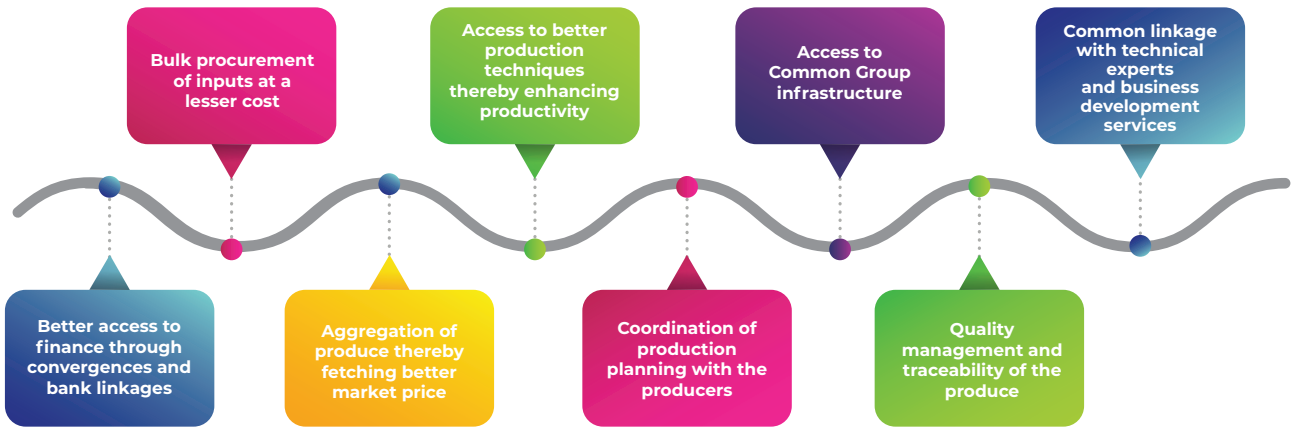 Bulk procurement
of inputs at a
lesser cost
Access to better
production
techniques
thereby enhancing
productivity
Access to
Common Group
infrastructure
Common linkage
with technical
experts
and business
development
services
Better access to
finance through
convergences and
bank linkages
Aggregation of
produce thereby
fetching better
market price
Coordination of
production
planning with the
producers
Quality
management and
traceability of the
produce